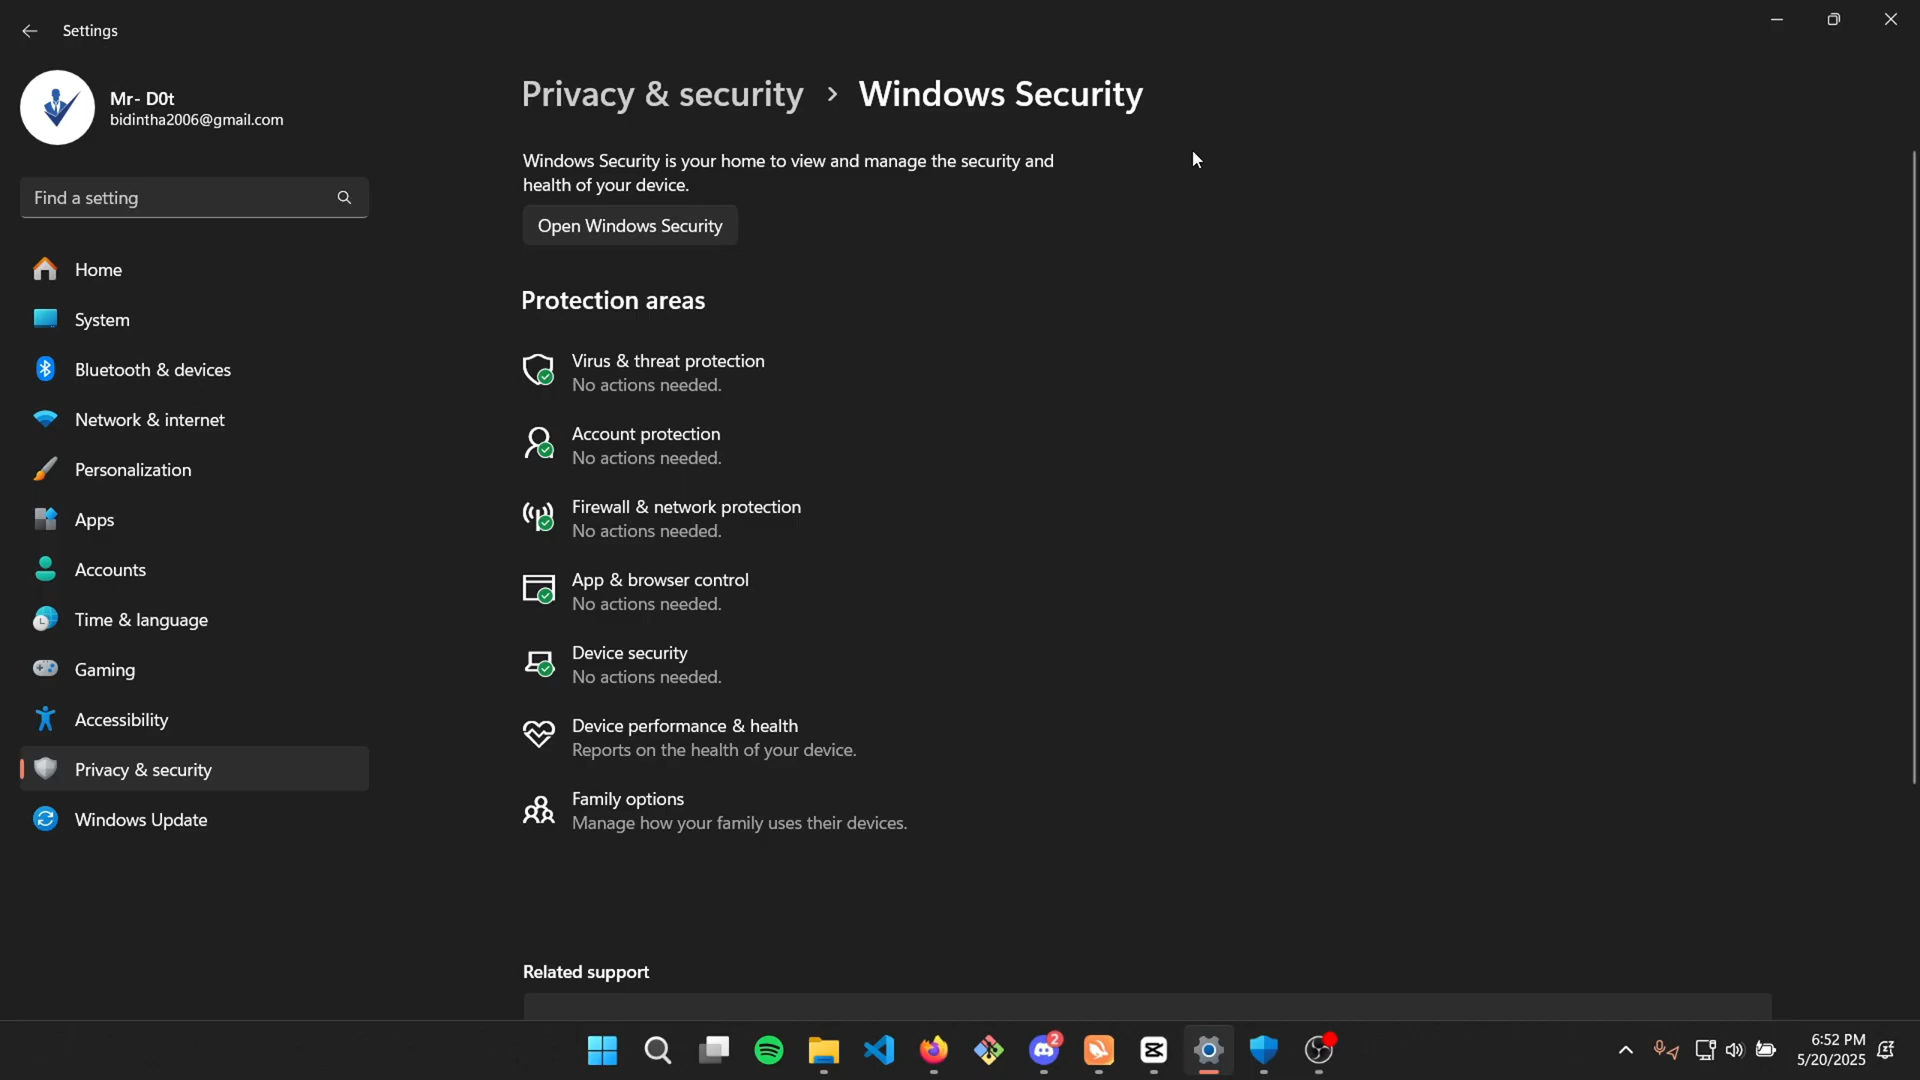 Settings
Mr- D0t
bidintha2006@gmail.com
Find a setting
Home
System
Bluetooth & devices
Network & internet
Personalization
Apps
Accounts
Time & language
Gaming
Accessibility
Privacy & security
Windows Update
Privacy & security > Windows Security
Windows Security is your home to view and manage the security and
health of your device.
Open Windows Security
Protection areas
Virus & threat protection
No actions needed.
Account protection
No actions needed.
Firewall & network protection
No actions needed.
App & browser control
No actions needed.
Device security
No actions needed.
Device performance & health
Reports on the health of your device.
Family options
Manage how your family uses their devices.
Related support
2
6:52 PM
5/20/2025